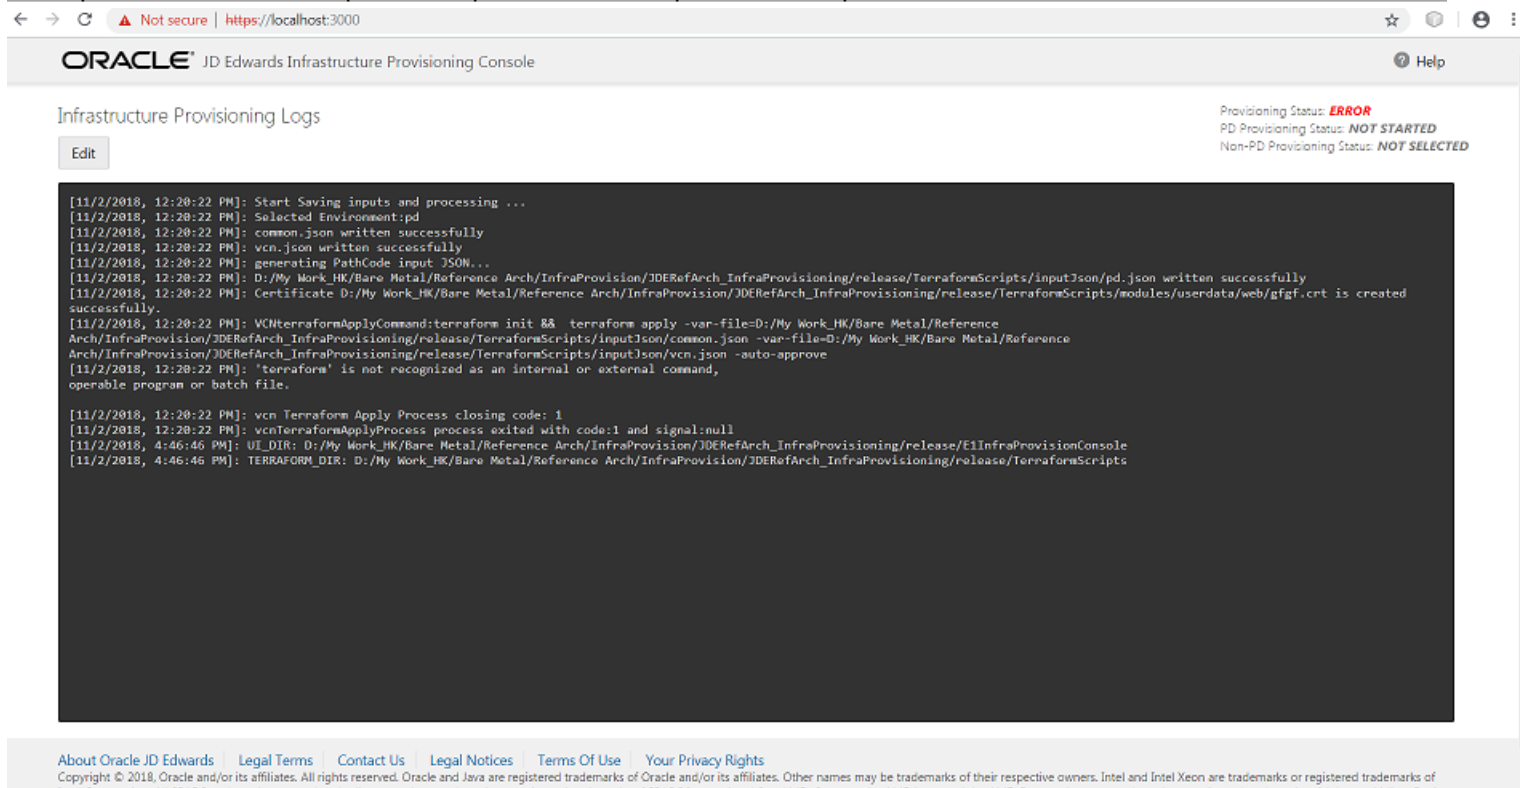 Not secure | https://localhost:3000
ORACLE® JD Edwards Infrastructure Provisioning Console
Help
Infrastructure Provisioning Logs
Provisioning Status: ERROR
PD Provisioning Status: NOT STARTED
Non-PD Provisioning Status: NOT SELECTED
Edit
[11/2/2018, 12:20:22 PM]: Start Saving inputs and processing ...
[11/2/2018, 12:20:22 PM]: Selected Environment:pd
[11/2/2018, 12:20:22 PM]: common.json written successfully
[11/2/2018, 12:20:22 PM]: vcn.json written successfully
[11/2/2018, 12:20:22 PM]: generating PathCode input JSON...
[11/2/2018, 12:20:22 PM]: D:/My Work_HK/Bare Metal/Reference Arch/InfraProvision/JDERefArch_InfraProvisioning/release/TerraformScripts/inputJson/pd.json written successfully
[11/2/2018, 12:20:22 PM]: Certificate D:/My Work_HK/Bare Metal/Reference Arch/InfraProvision/JDERefArch_InfraProvisioning/release/TerraformScripts/modules/userdata/web/gfgf.crt is created
successfully.
[11/2/2018, 12:20:22 PM]: VCNterraformApplyCommand:terraform init &&  terraform apply -var-file=D:/My Work_HK/Bare Metal/Reference
Arch/InfraProvision/JDERefArch_InfraProvisioning/release/TerraformScripts/inputJson/common.json -var-file=D:/My Work_HK/Bare Metal/Reference
Arch/InfraProvision/JDERefArch_InfraProvisioning/release/TerraformScripts/inputJson/vcn.json -auto-approve
[11/2/2018, 12:20:22 PM]: 'terraform' is not recognized as an internal or external command,
operable program or batch file.
[11/2/2018, 12:20:22 PM]: vcn Terraform Apply Process closing code: 1
[11/2/2018, 12:20:22 PM]: vcnTerraformApplyProcess process exited with code:1 and signal:null
[11/2/2018, 4:46:46 PM]: UI_DIR: D:/My Work_HK/Bare Metal/Reference Arch/InfraProvision/JDERefArch_InfraProvisioning/release/E1InfraProvisionConsole
[11/2/2018, 4:46:46 PM]: TERRAFORM_DIR: D:/My Work_HK/Bare Metal/Reference Arch/InfraProvision/JDERefArch_InfraProvisioning/release/TerraformScripts
About Oracle JD Edwards | Legal Terms | Contact Us | Legal Notices | Terms Of Use | Your Privacy Rights
Copyright © 2018, Oracle and/or its affiliates. All rights reserved. Oracle and Java are registered trademarks of Oracle and/or its affiliates. Other names may be trademarks of their respective owners. Intel and Intel Xeon are trademarks or registered trademarks of